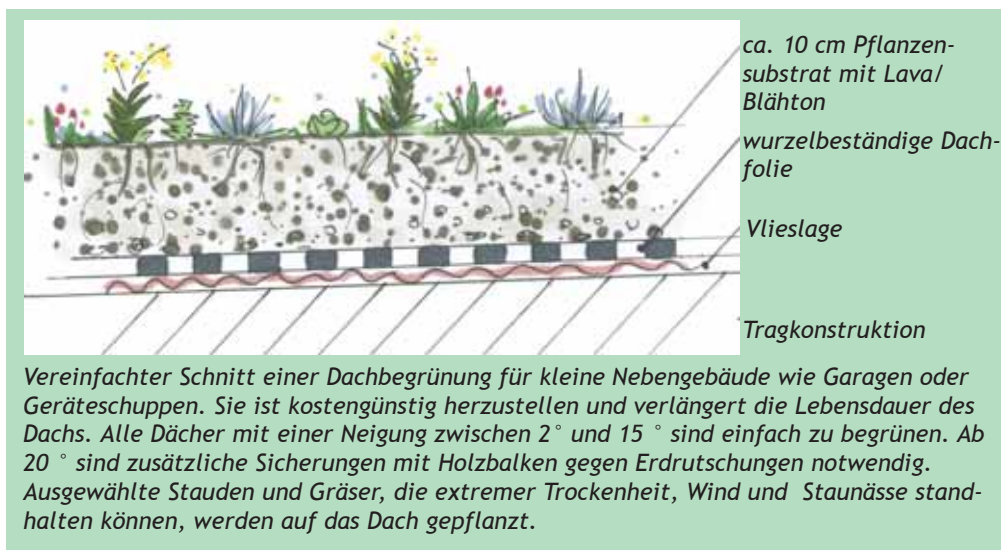 ca. 10 cm Pflanzen-
substrat mit Lava/
Blähton
wurzelbeständige Dach-
folie
Vlieslage
Tragkonstruktion
Vereinfachter Schnitt einer Dachbegrünung für kleine Nebengebäude wie Garagen oder
Geräteschuppen. Sie ist kostengünstig herzustellen und verlängert die Lebensdauer des
Dachs. Alle Dächer mit einer Neigung zwischen 2° und 15 ° sind einfach zu begrünen. Ab
20 ° sind zusätzliche Sicherungen mit Holzbalken gegen Erdrutschungen notwendig.
Ausgewählte Stauden und Gräser, die extremer Trockenheit, Wind und  Staunässe stand-
halten können, werden auf das Dach gepflanzt.